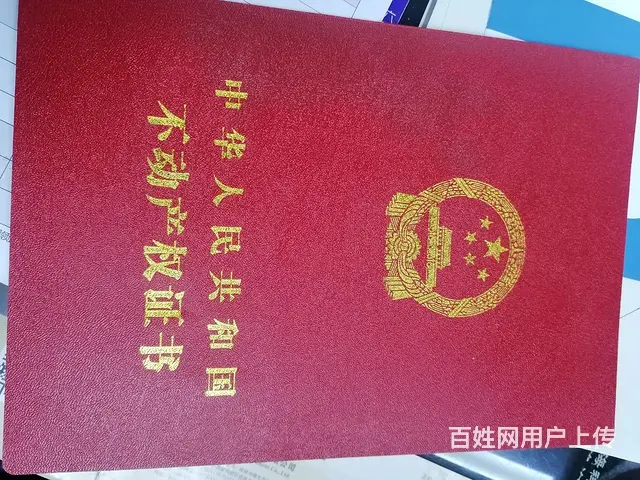 中华人民共和国
不动产权证书
百姓网用户上传